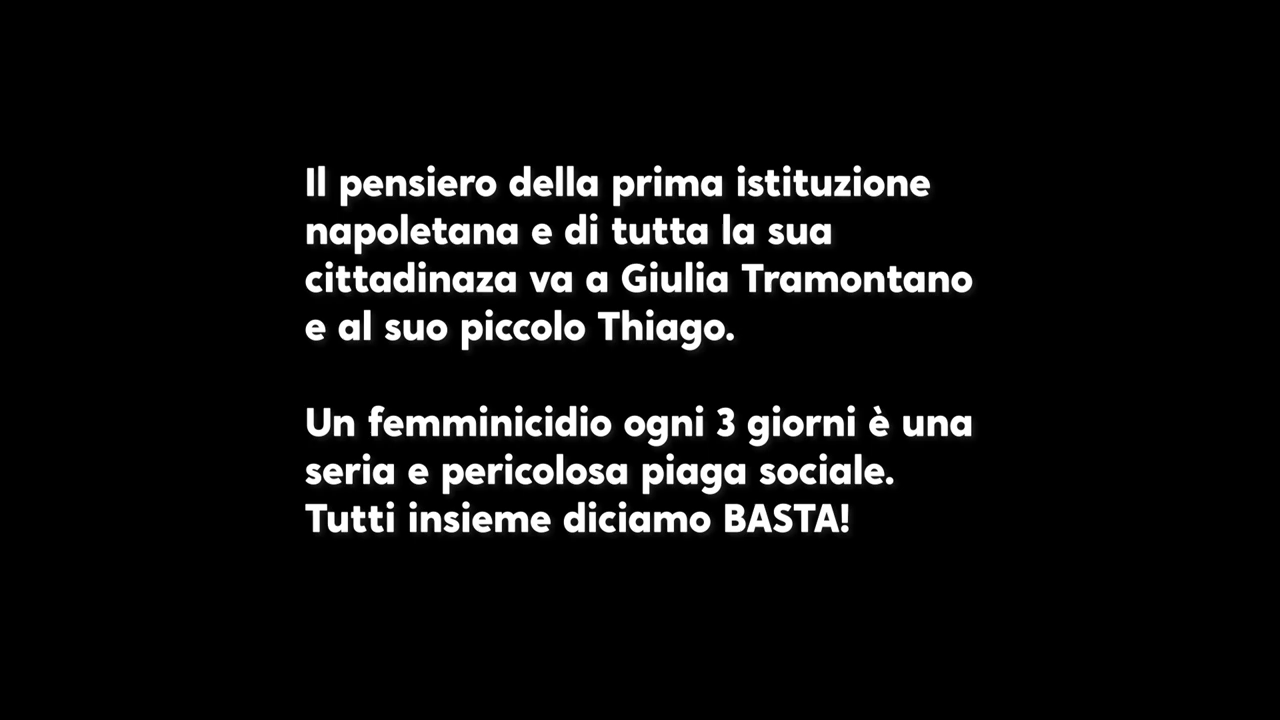 Il pensiero della prima istituzione
napoletana e di tutta la sua
cittadinaza va a Giulia Tramontano
e al suo piccolo Thiago.
Un femminicidio ogni 3 giorni è una
seria e pericolosa piaga sociale.
Tutti insieme diciamo BASTA!